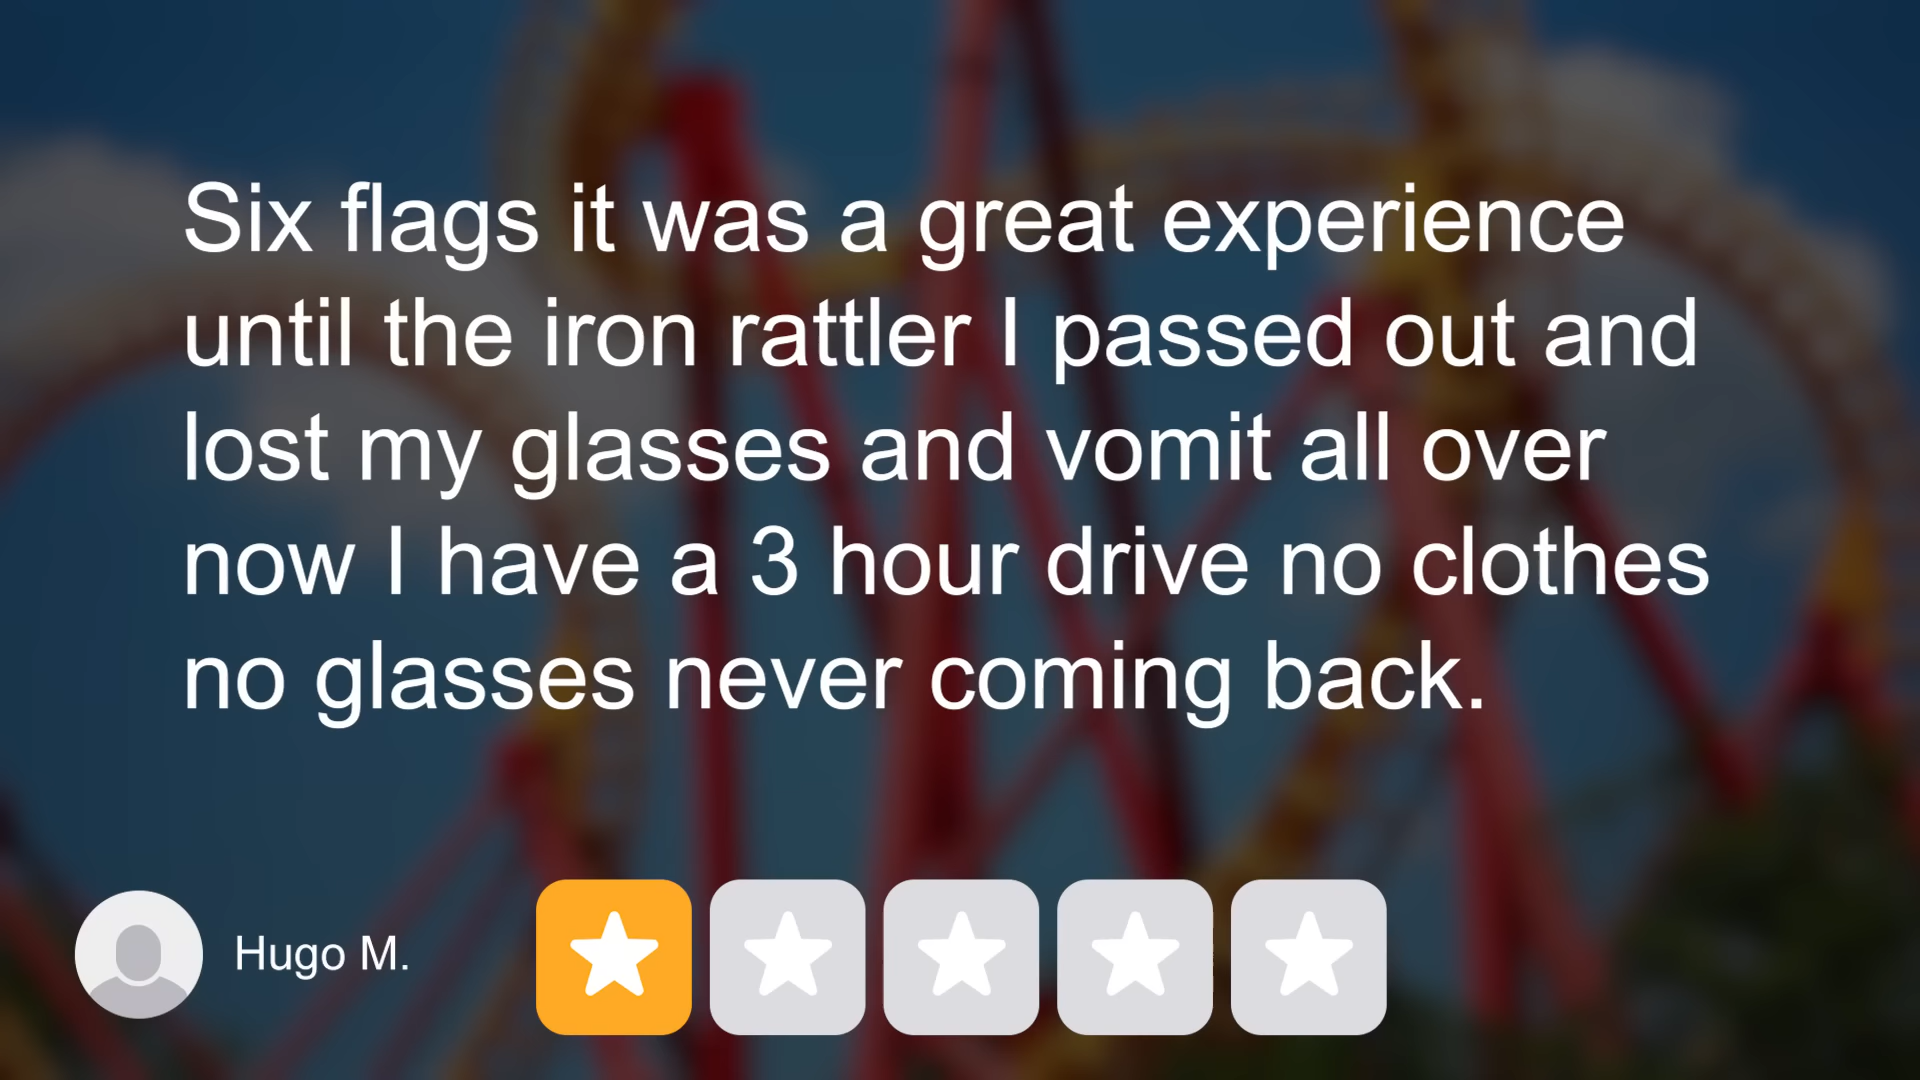 Six flags it was a great experience
until the iron rattler I passed out and
lost my glasses and vomit all over
now I have a 3 hour drive no clothes
no glasses never coming back.
Hugo M.